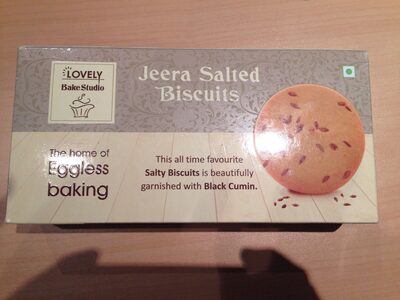 LOVELY
Bake Studio
Jeera Salted
Biscuits
The home of
Eggless
baking
This all time favourite
Salty Biscuits is beautifully
garnished with Black Cumin.